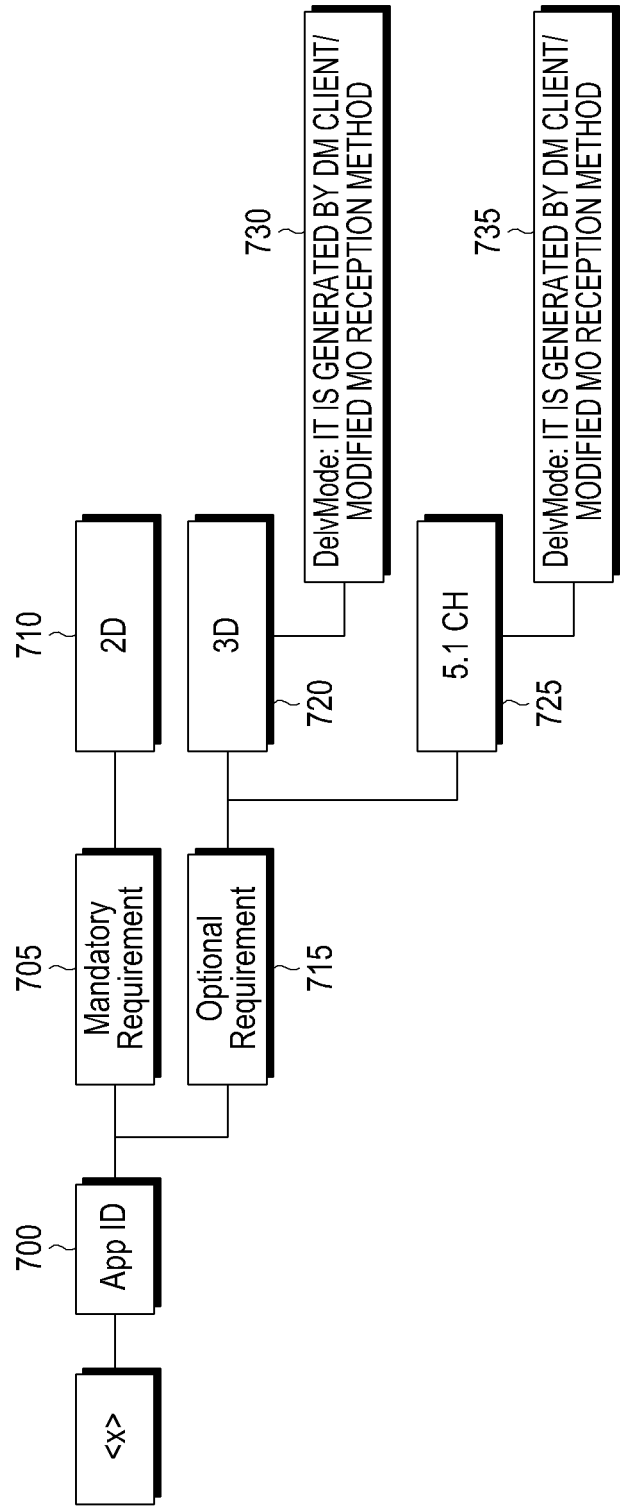 <x>
700
App ID
705
Mandatory
Requirement
710
2D
Optional
Requirement
715
3D
720
730
DelvMode: IT IS GENERATED BY DM CLIENT/
MODIFIED MO RECEPTION METHOD
5.1 CH
725
735
DelvMode: IT IS GENERATED BY DM CLIENT/
MODIFIED MO RECEPTION METHOD